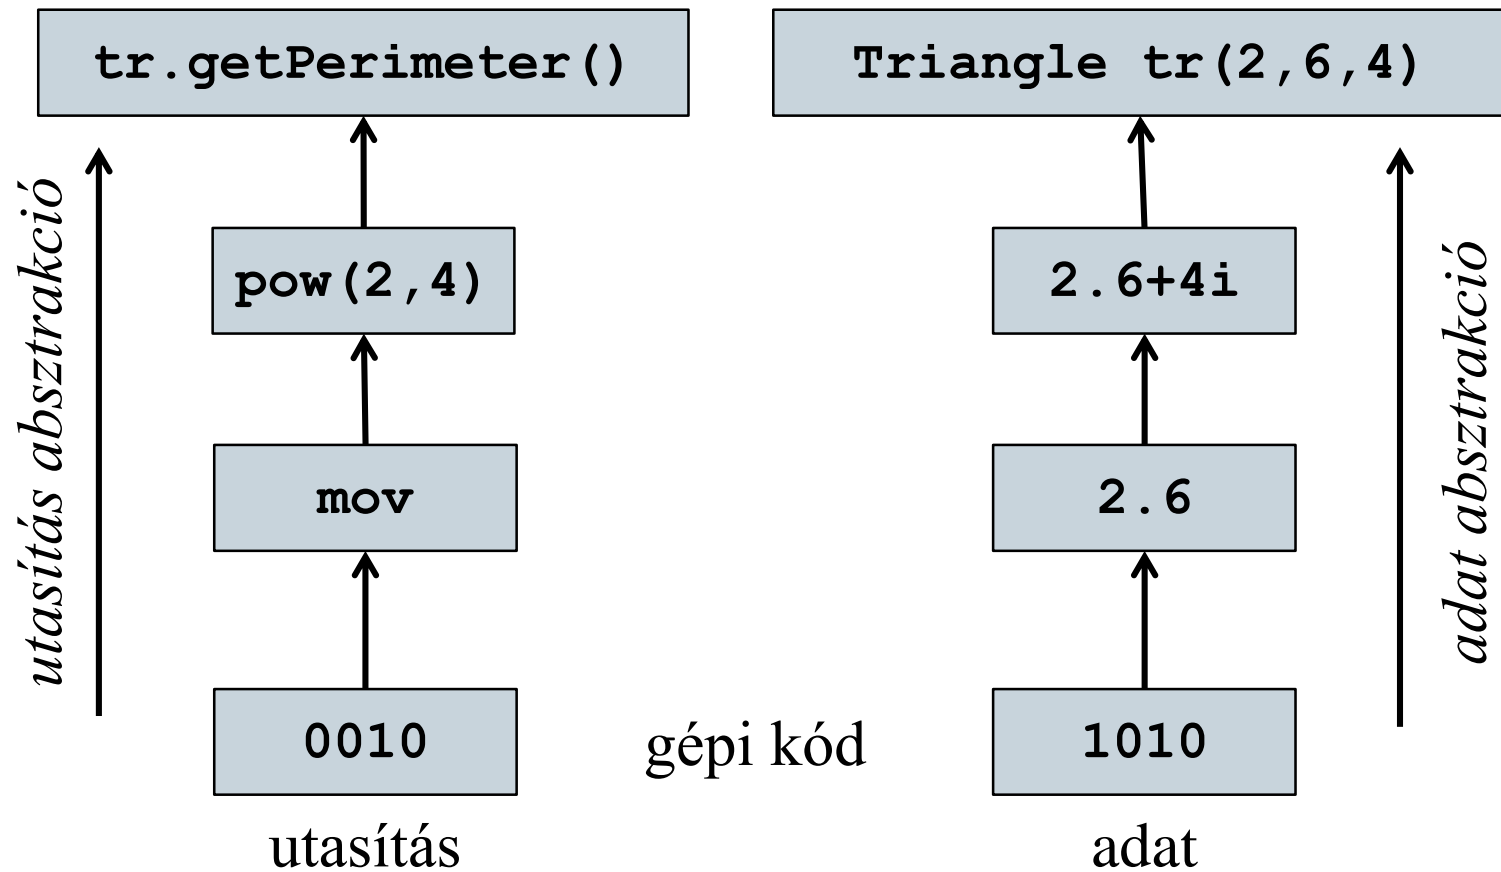 tr.getPerimeter()
Triangle tr(2,6,4)
utasítás absztrakció
pow(2,4)
2.6+4i
adat absztrakció
mov
2.6
0010
gépi kód
1010
utasítás
adat